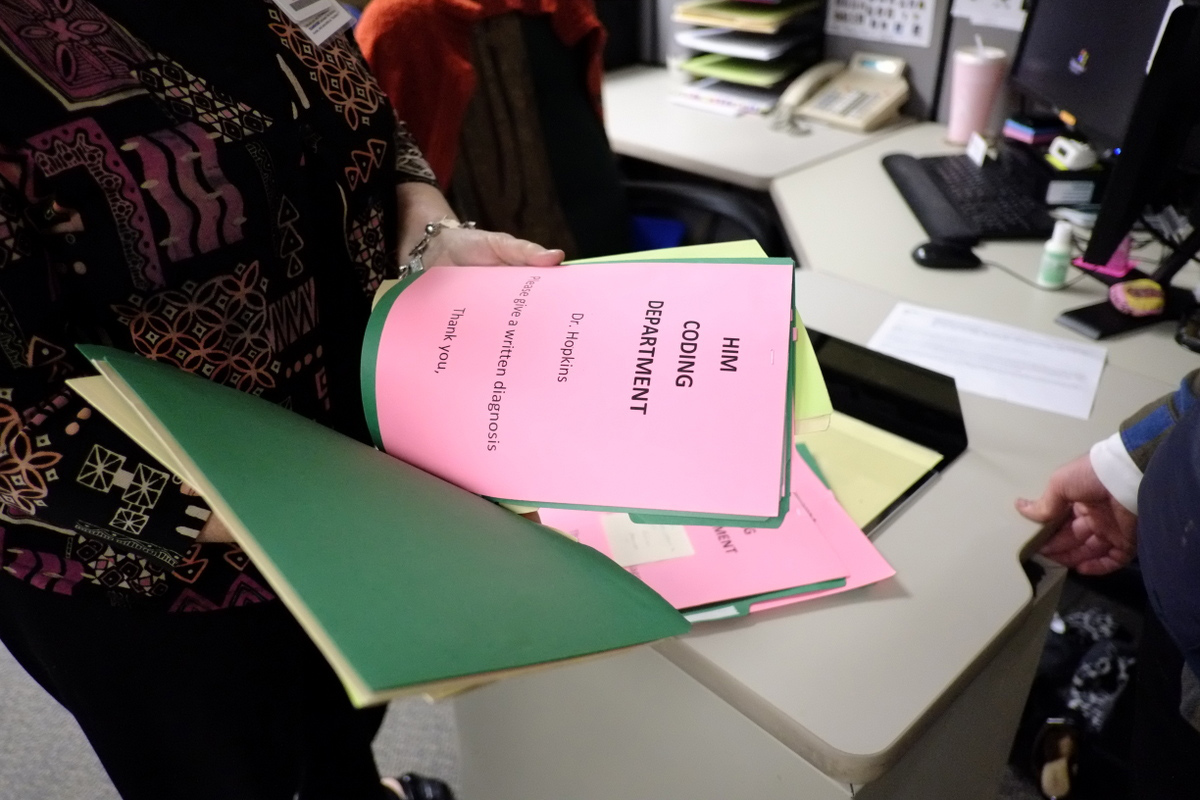 HIM
CODING
DEPARTMENT
Dr. Hopkins
Please give a written diagnosis
Thank you,